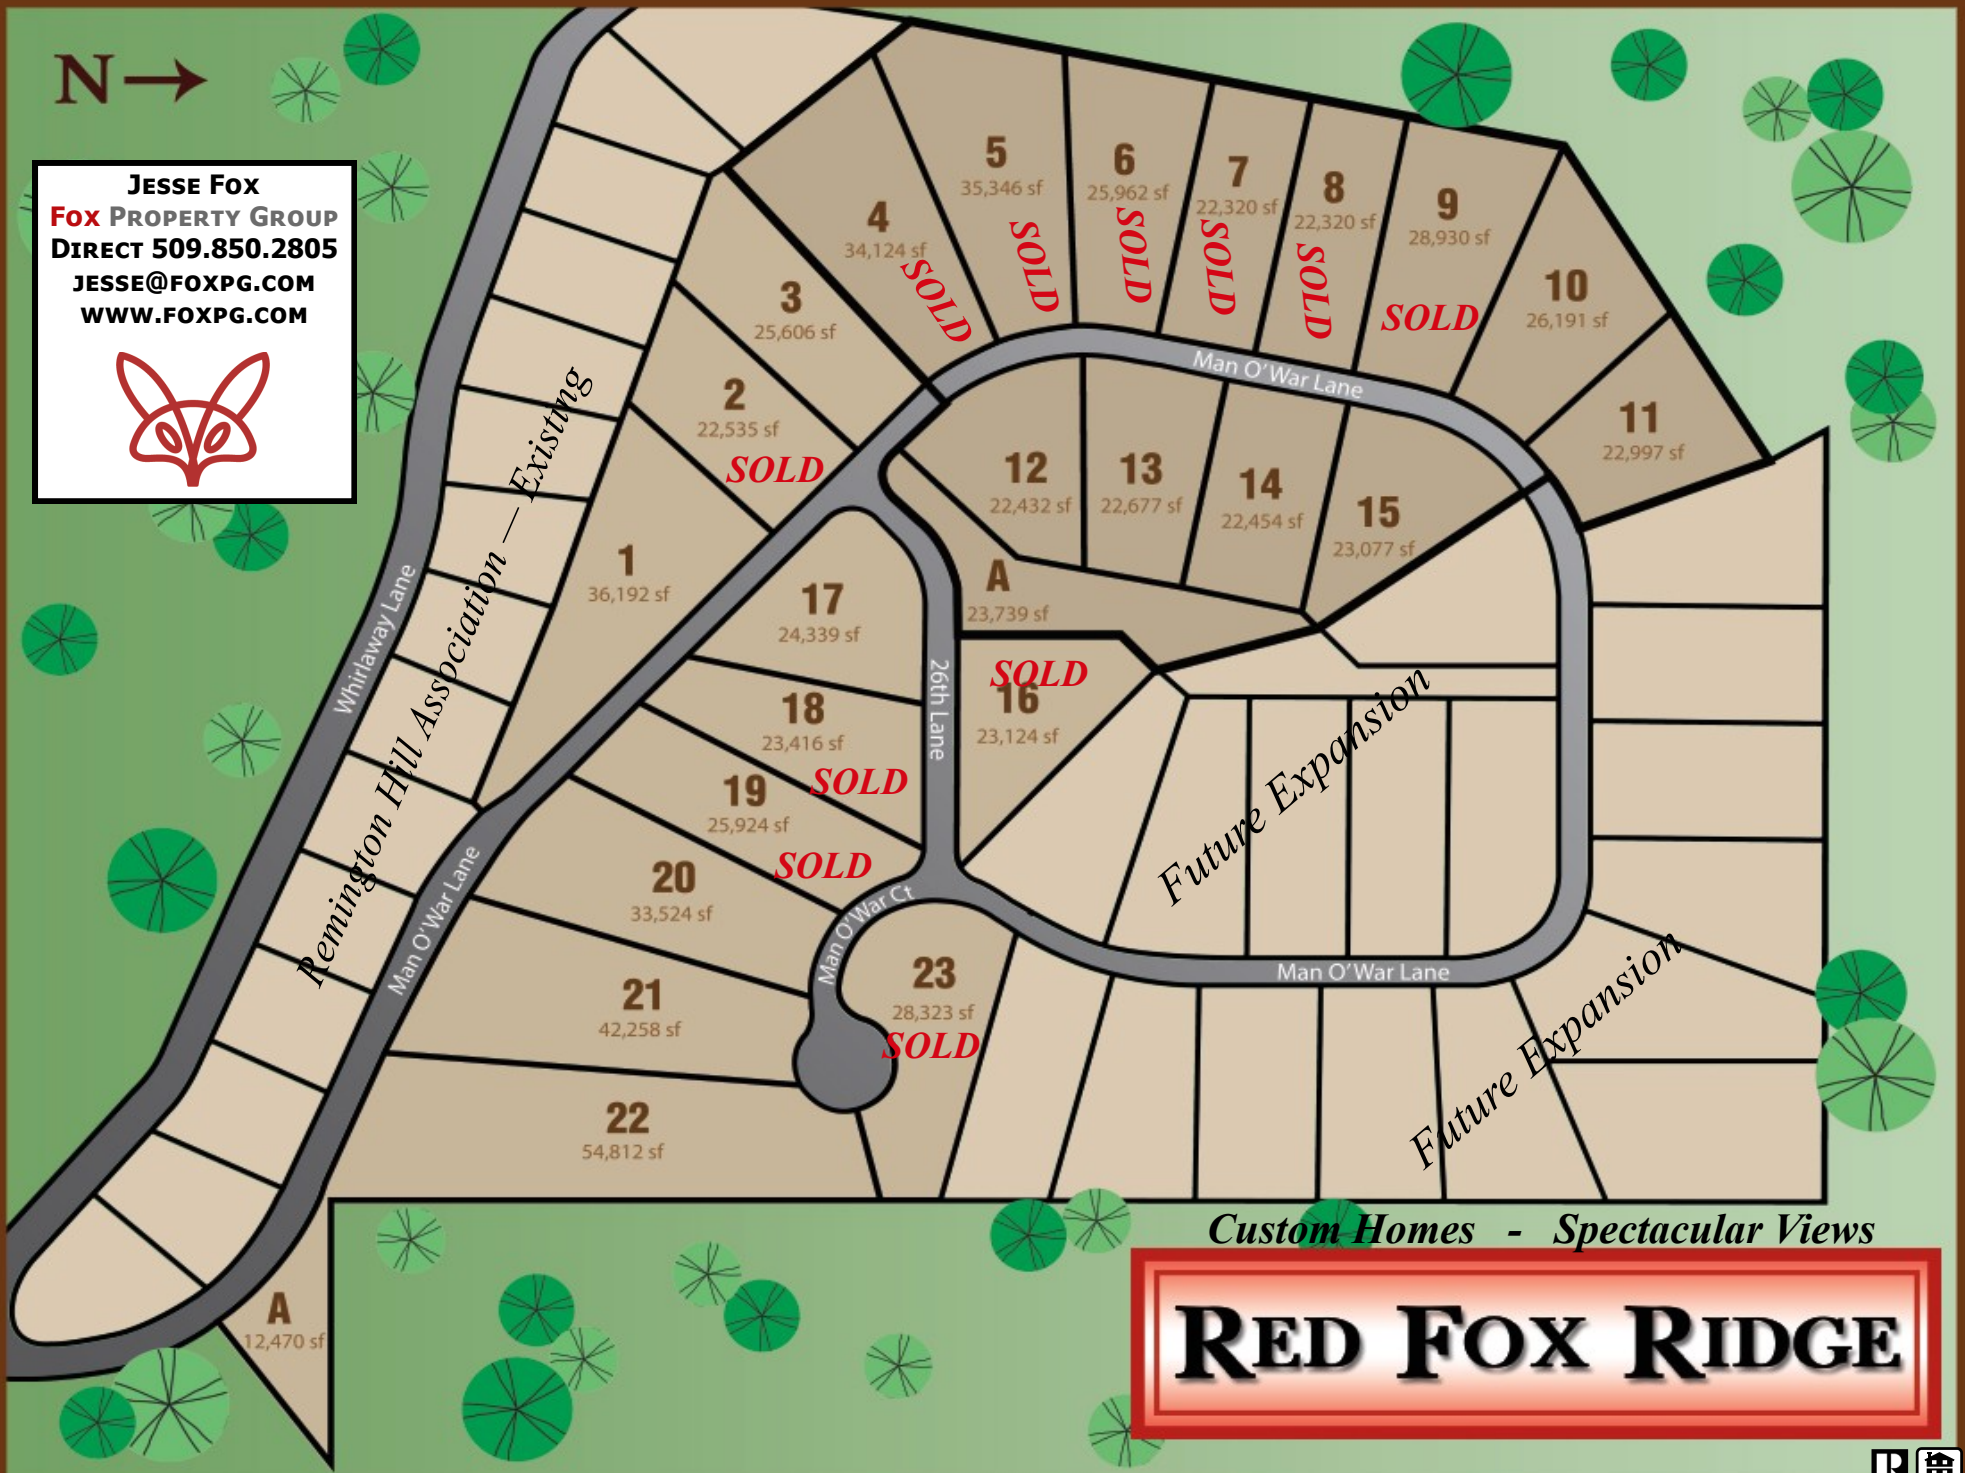 N
JESSE FOX
FOX PROPERTY GROUP
DIRECT 509.850.2805
JESSE@FOXPG.COM
WWW.FOXPG.COM
Whirlaway Lane
Remington Hill Association — Existing
Man O'War Lane
1
36,192 sf
2
22,535 sf
SOLD
3
25,606 sf
4
34,124 sf
SOLD
5
35,346 sf
SOLD
6
25,962 sf
SOLD
7
22,320 sf
SOLD
8
22,320 sf
SOLD
9
28,930 sf
SOLD
10
26,191 sf
11
22,997 sf
Man O'War Lane
12
22,432 sf
13
22,677 sf
14
22,454 sf
15
23,077 sf
A
23,739 sf
SOLD
16
23,124 sf
26th Lane
17
24,339 sf
18
23,416 sf
SOLD
19
25,924 sf
SOLD
20
33,524 sf
21
42,258 sf
22
54,812 sf
Man O'War Ct
23
28,323 sf
SOLD
Future Expansion
Man O'War Lane
Future Expansion
A
12,470 sf
Custom Homes - Spectacular Views
RED FOX RIDGE